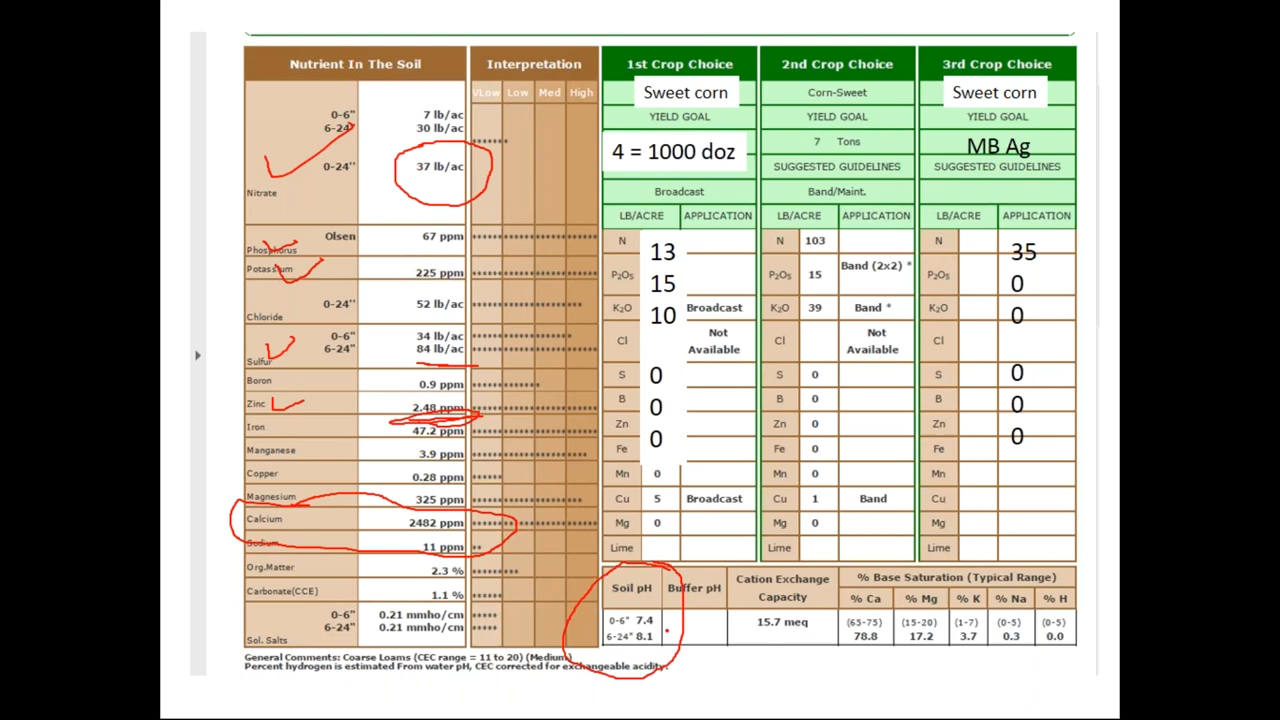 Nutrient In The Soil Interpretation 1st Crop Choice 2nd Crop Choice 3rd Crop Choice
VLow Low Med High Sweet corn Corn-Sweet Sweet corn
0-6" 7 lb/ac YIELD GOAL YIELD GOAL YIELD GOAL
6-24" 30 lb/ac
4 = 1000 doz 7 Tons MB Ag
0-24" 37 lb/ac SUGGESTED GUIDELINES SUGGESTED GUIDELINES
Nitrate Broadcast Band/Maint.
LB/ACRE APPLICATION LB/ACRE APPLICATION LB/ACRE APPLICATION
Olsen 67 ppm N 13 N 103 N 35
Phosphorus
Potassium 225 ppm P₂O₅ 15 P₂O₅ 15 Band (2x2) * P₂O₅ 0
0-24" 52 lb/ac K₂O 10 Broadcast K₂O 39 Band * K₂O 0
Chloride
0-6" 34 lb/ac Cl Not Available Cl Not Available Cl
6-24" 84 lb/ac
Sulfur
Boron 0.9 ppm S 0 S 0 S 0
Zinc 2.48 ppm B 0 B 0 B 0
Iron 47.2 ppm Zn 0 Zn 0 Zn 0
Manganese 3.9 ppm Fe Fe 0 Fe
Copper 0.28 ppm Mn 0 Mn 0 Mn
Magnesium 325 ppm Cu 5 Broadcast Cu 1 Band Cu
Calcium 2482 ppm Mg 0 Mg 0 Mg
Sodium 11 ppm Lime Lime Lime
Org.Matter 2.3 %
Carbonate(CCE) 1.1 %
0-6" 0.21 mmho/cm
6-24" 0.21 mmho/cm
Sol. Salts
Soil pH Buffer pH Cation Exchange Capacity % Base Saturation (Typical Range)
% Ca % Mg % K % Na % H
0-6" 7.4 15.7 meq (65-75) (15-20) (1-7) (0-5) (0-5)
6-24" 8.1 78.8 17.2 3.7 0.3 0.0
General Comments: Coarse Loams (CEC range = 11 to 20) (Medium)
Percent hydrogen is estimated From water pH, CEC corrected for exchangeable acidity.